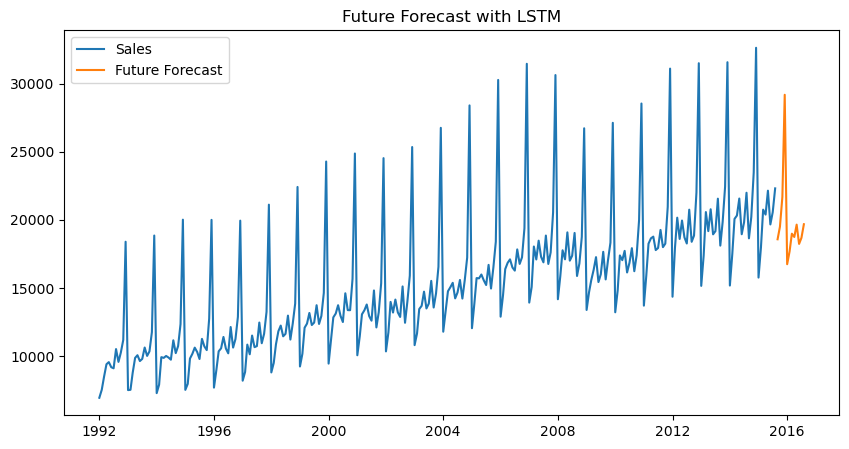 Future Forecast with LSTM
Sales
Future Forecast
30000
25000
20000
15000
10000
1992 1996 2000 2004 2008 2012 2016